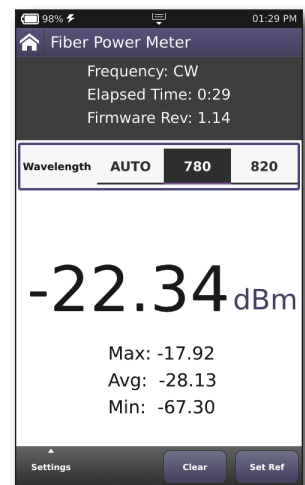 98% 01:29 PM
Fiber Power Meter
Frequency: CW
Elapsed Time: 0:29
Firmware Rev: 1.14
Wavelength AUTO 780 820
-22.34 dBm
Max: -17.92
Avg: -28.13
Min: -67.30
Settings Clear Set Ref